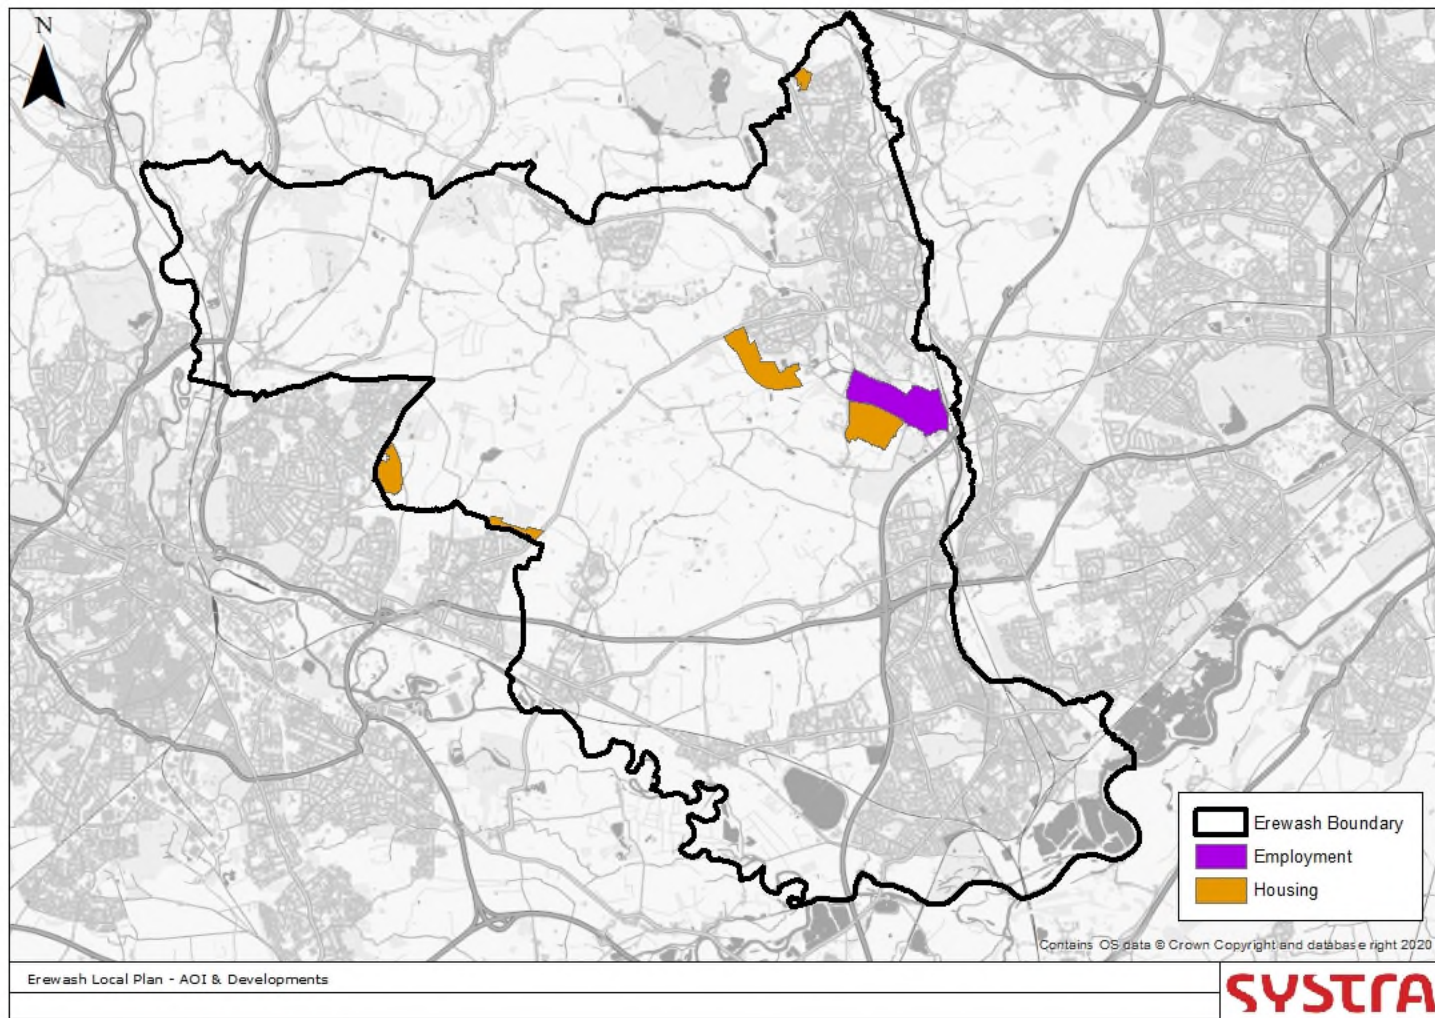 N
Erewash Boundary
Employment
Housing
Contains OS data © Crown Copyright and database right 2020
Erewash Local Plan - AOI & Developments
SYSTRA